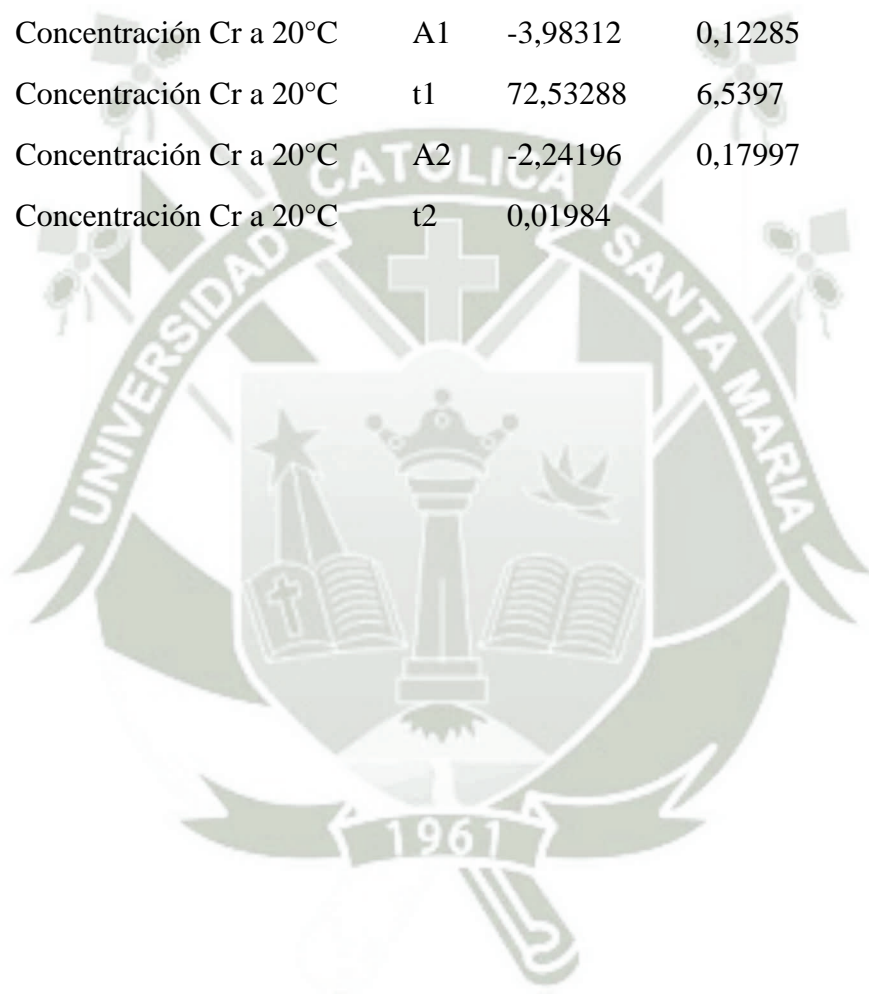 Concentración Cr a 20°C A1 -3,98312 0,12285
Concentración Cr a 20°C t1 72,53288 6,5397
Concentración Cr a 20°C A2 -2,24196 0,17997
Concentración Cr a 20°C t2 0,01984
UNIVERSIDAD CATOLICA SANTA MARIA
1961